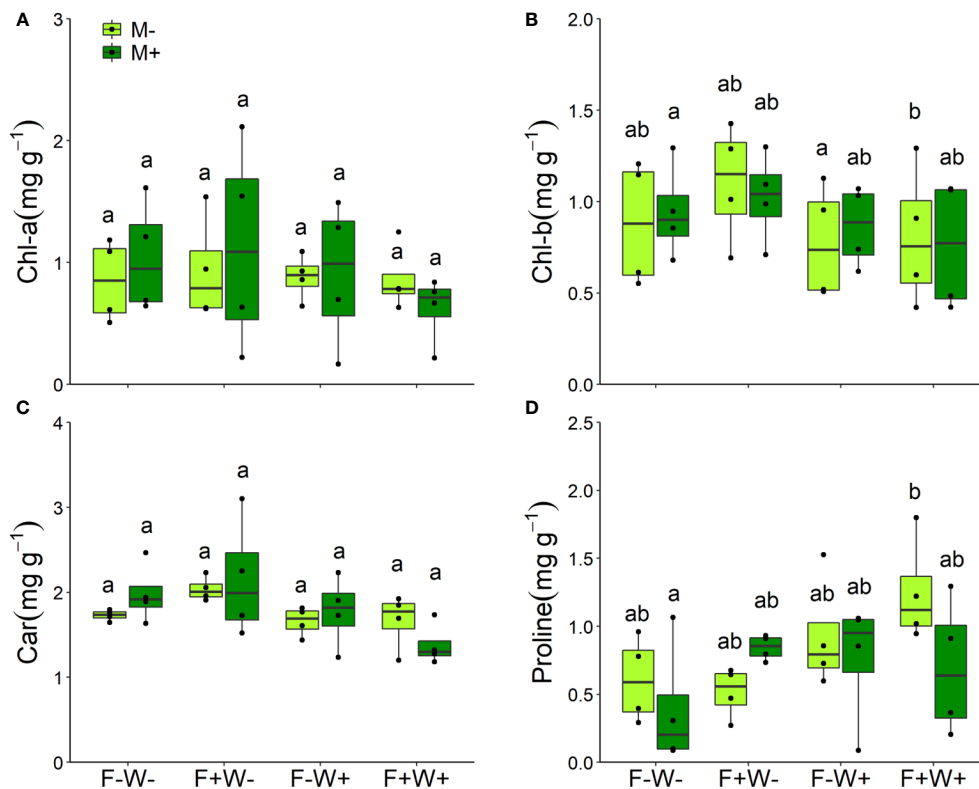 A
3
2
1
0
Chl-a(mg g⁻¹)
M-
M+
a a a a a a a a
B
2.0
1.5
1.0
0.5
0.0
Chl-b(mg g⁻¹)
ab a ab ab a ab b ab
C
4
3
2
1
0
Car(mg g⁻¹)
a a a a a a a a
F-W- F+W- F-W+ F+W+
D
2.5
2.0
1.5
1.0
0.5
0.0
Proline(mg g⁻¹)
ab a ab ab ab ab b ab
F-W- F+W- F-W+ F+W+